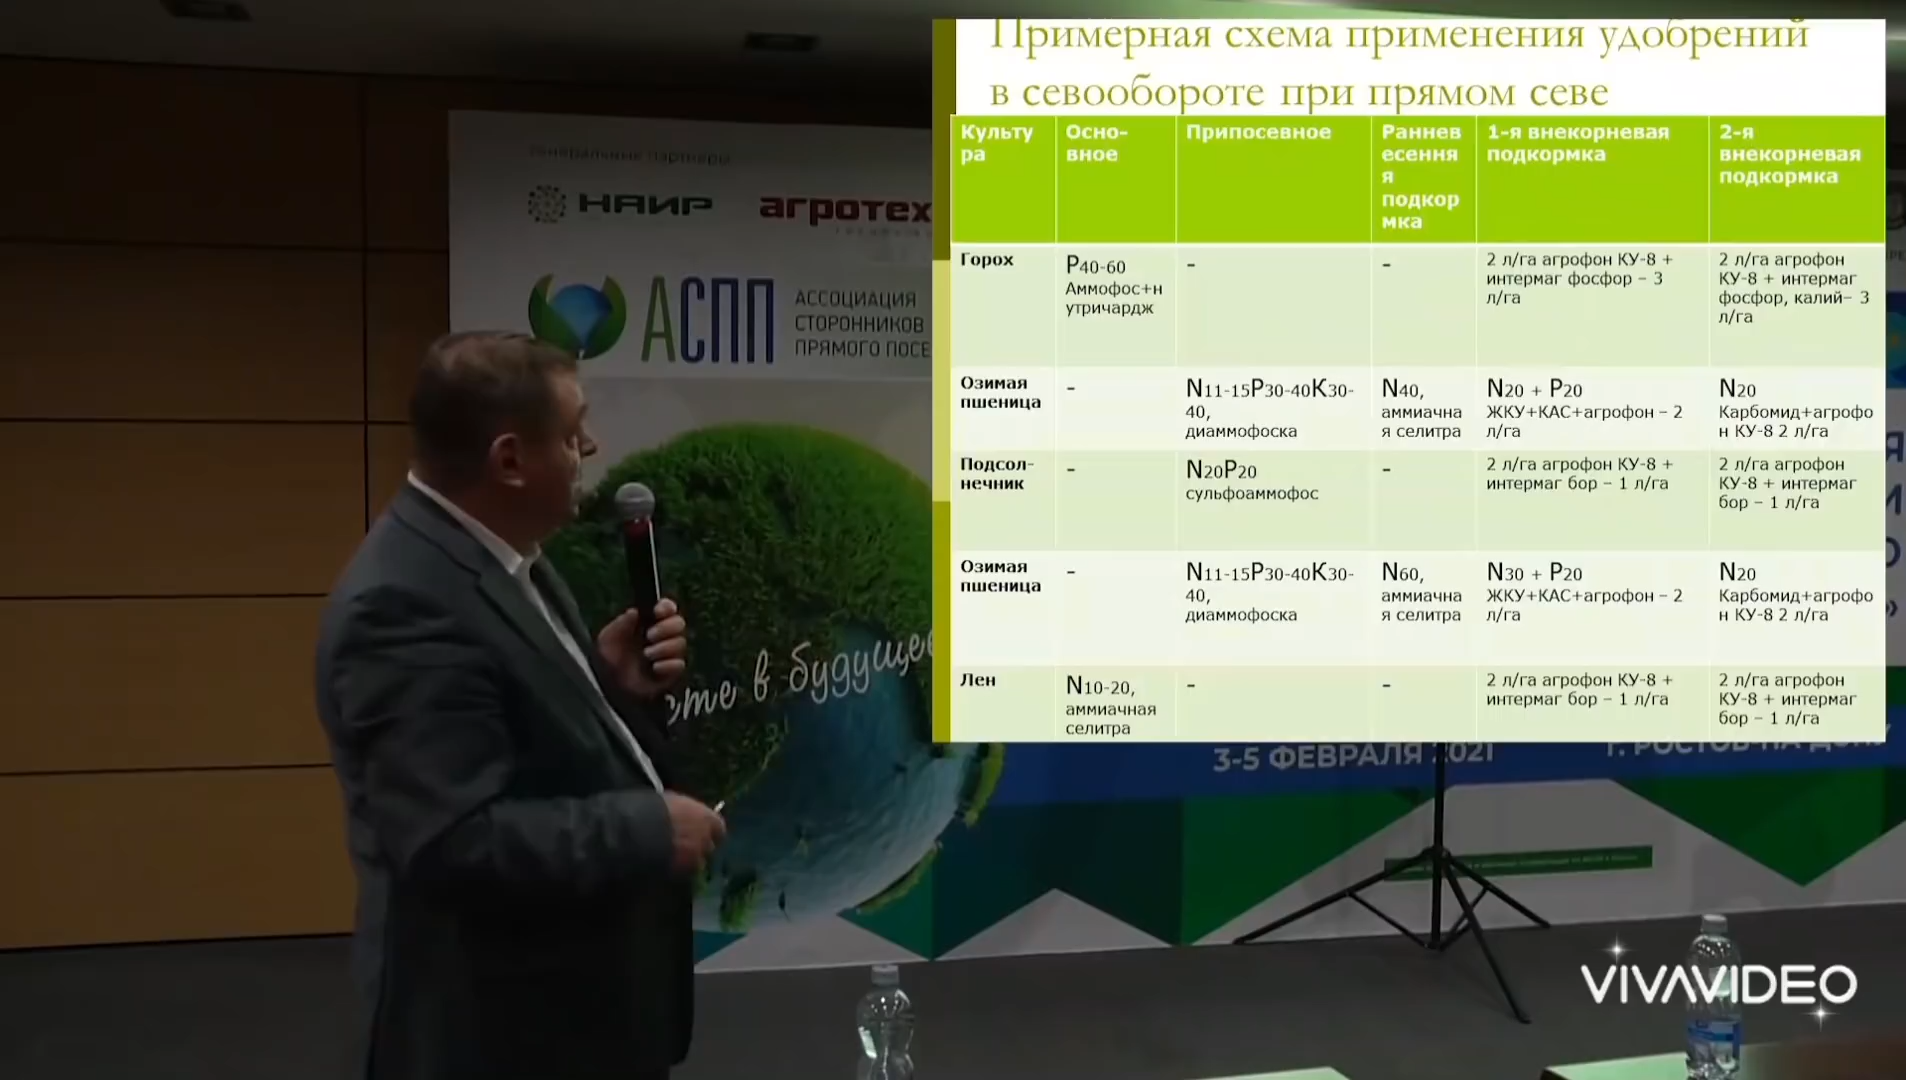 Примерная схема применения удобрений
в севообороте при прямом севе
Культу
ра
Осно-
вное
Припосевное
Раннев
есення
я
подкор
мка
1-я внекорневая
подкормка
2-я
внекорневая
подкормка
Горох
P40-60
Аммофос+н
утричардж
-
-
2 л/га агрофон КУ-8 +
интермаг фосфор – 3
л/га
2 л/га агрофон
КУ-8 + интермаг
фосфор, калий– 3
л/га
Озимая
пшеница
-
N11-15P30-40K30-
40,
диаммофоска
N40,
аммиачна
я селитра
N20 + P20
ЖКУ+КАС+агрофон – 2
л/га
N20
Карбомид+агрофо
н КУ-8 2 л/га
Подсол-
нечник
-
N20P20
сульфоаммофос
-
2 л/га агрофон КУ-8 +
интермаг бор – 1 л/га
2 л/га агрофон
КУ-8 + интермаг
бор – 1 л/га
Озимая
пшеница
-
N11-15P30-40K30-
40,
диаммофоска
N60,
аммиачна
я селитра
N30 + P20
ЖКУ+КАС+агрофон – 2
л/га
N20
Карбомид+агрофо
н КУ-8 2 л/га
Лен
N10-20,
аммиачная
селитра
-
-
2 л/га агрофон КУ-8 +
интермаг бор – 1 л/га
2 л/га агрофон
КУ-8 + интермаг
бор – 1 л/га
генеральные партнеры
НАИР
агротех
АСПП
АССОЦИАЦИЯ
СТОРОННИКОВ
ПРЯМОГО ПОСЕ
в будущее
3-5 ФЕВРАЛЯ 2021
Г. РОСТОВ-НА-ДОНУ
VIVAVIDEO